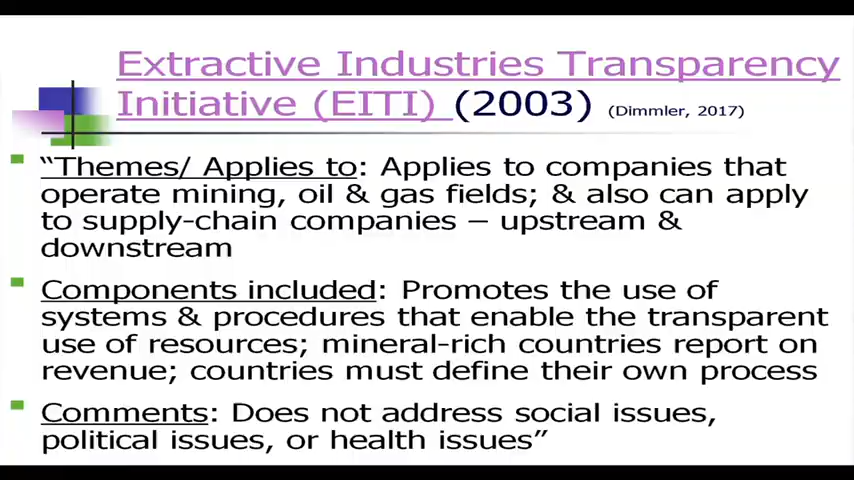 Extractive Industries Transparency
Initiative (EITI) (2003) (Dimmler, 2017)
“Themes/ Applies to: Applies to companies that
operate mining, oil & gas fields; & also can apply
to supply-chain companies – upstream &
downstream
Components included: Promotes the use of
systems & procedures that enable the transparent
use of resources; mineral-rich countries report on
revenue; countries must define their own process
Comments: Does not address social issues,
political issues, or health issues”